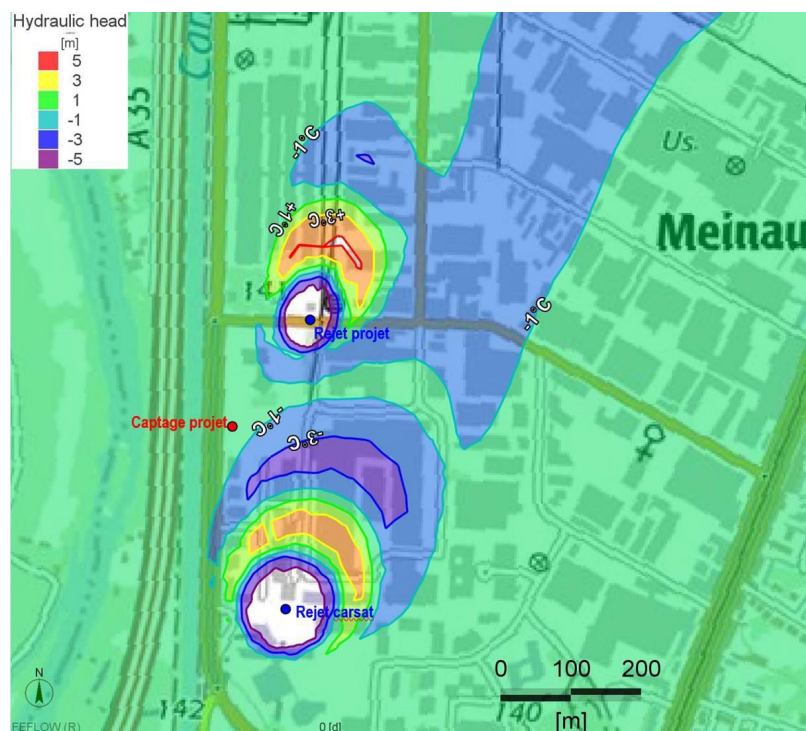 Hydraulic head
[m]
5
3
1
-1
-3
-5
A35
Can
-1°C
Us.
+1°C
+3°C
Meinau
141
Rejet projet
-1°C
Captage projet
-1°C
-3°C
Rejet carsat
N
0 100 200
[m]
142
140
FEFLOW (R)
0 [d]